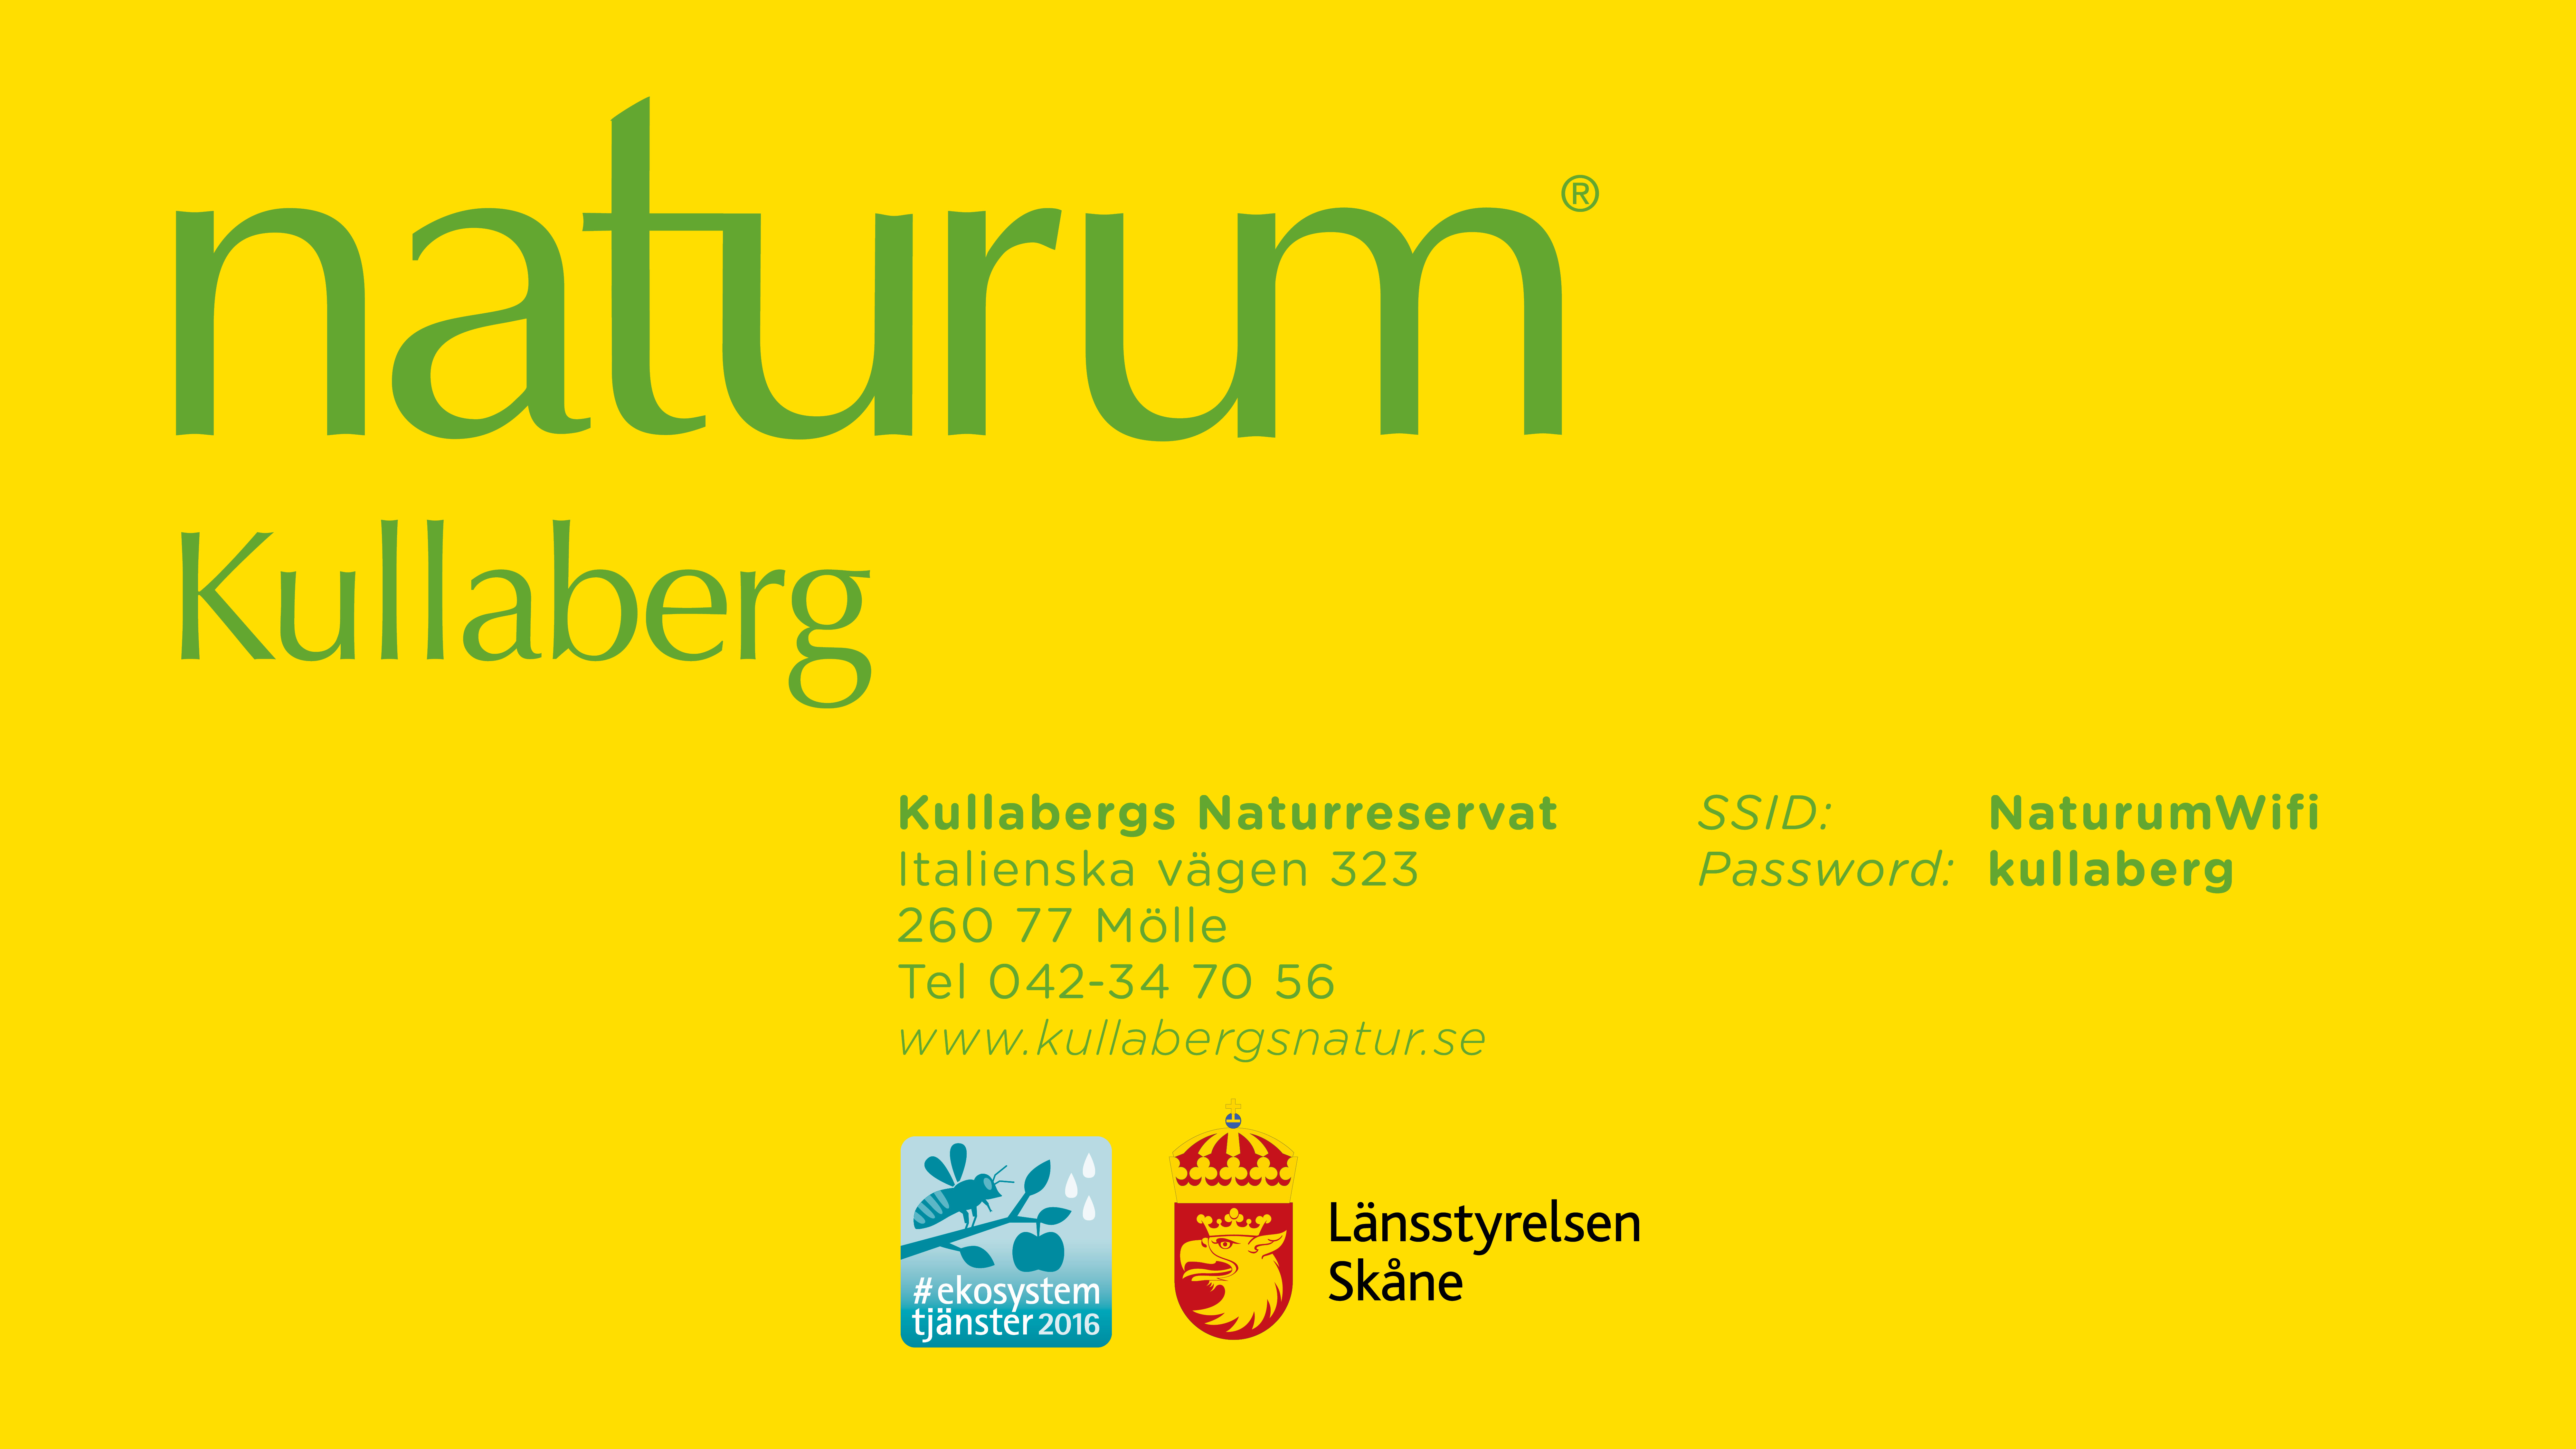 naturum®
Kullaberg
Kullabergs Naturreservat
Italienska vägen 323
260 77 Mölle
Tel 042-34 70 56
www.kullabergsnatur.se
SSID: NaturumWifi
Password: kullaberg
#ekosystem
tjänster 2016
Länsstyrelsen
Skåne